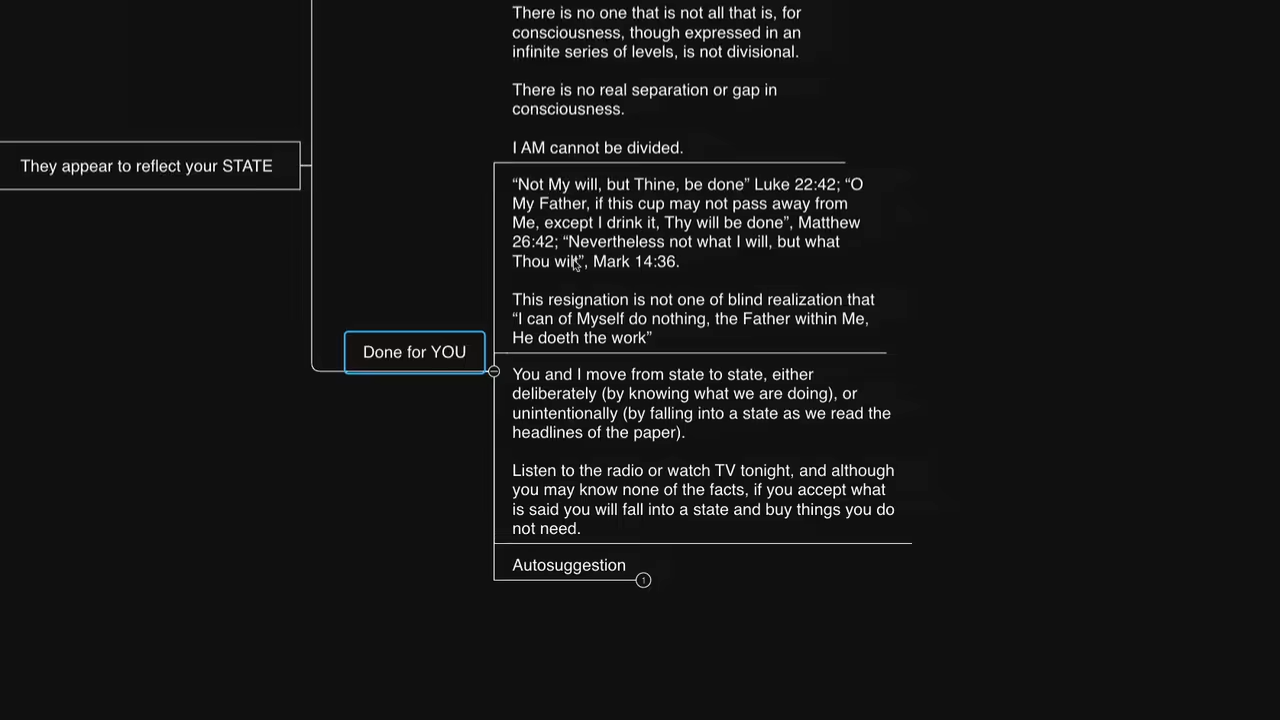 There is no one that is not all that is, for
consciousness, though expressed in an
infinite series of levels, is not divisional.
There is no real separation or gap in
consciousness.
I AM cannot be divided.
They appear to reflect your STATE
“Not My will, but Thine, be done” Luke 22:42; “O
My Father, if this cup may not pass away from
Me, except I drink it, Thy will be done”, Matthew
26:42; “Nevertheless not what I will, but what
Thou wilt”, Mark 14:36.
This resignation is not one of blind realization that
“I can of Myself do nothing, the Father within Me,
He doeth the work”
Done for YOU
You and I move from state to state, either
deliberately (by knowing what we are doing), or
unintentionally (by falling into a state as we read the
headlines of the paper).
Listen to the radio or watch TV tonight, and although
you may know none of the facts, if you accept what
is said you will fall into a state and buy things you do
not need.
Autosuggestion
1